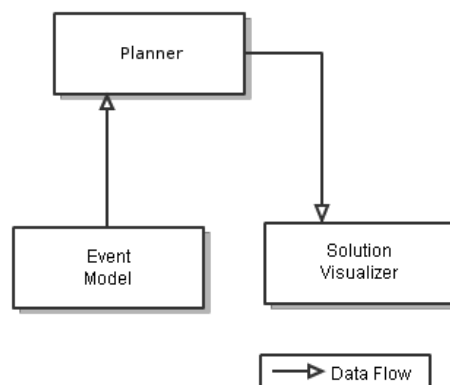 Planner
Event
Model
Solution
Visualizer
Data Flow